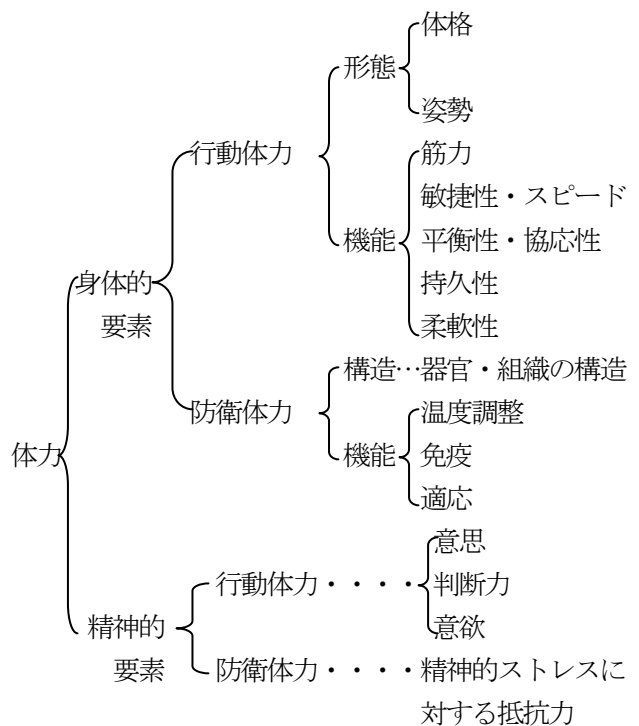 体格
形態
姿勢
行動体力
筋力
敏捷性・スピード
機能
平衡性・協応性
持久性
身体的
要素
柔軟性
構造…器官・組織の構造
防衛体力
温度調整
機能
免疫
体力
適応
意思
行動体力・・・・判断力
精神的
要素
意欲
防衛体力・・・・精神的ストレスに
対する抵抗力